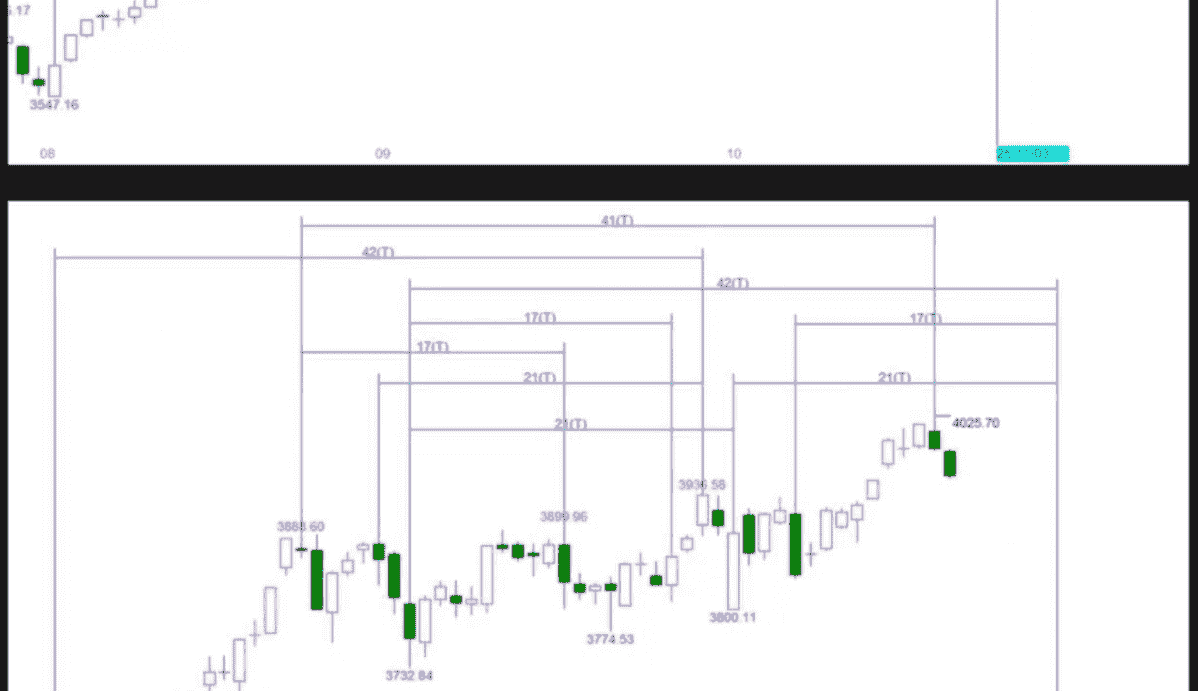 3547.16
08 09 10
41(T)
42(T)
42(T)
17(T) 17(T)
17(T)
21(T) 21(T)
21(T)
4025.70
3936.58
3899.96
3888.60
3800.11
3774.53
3732.84